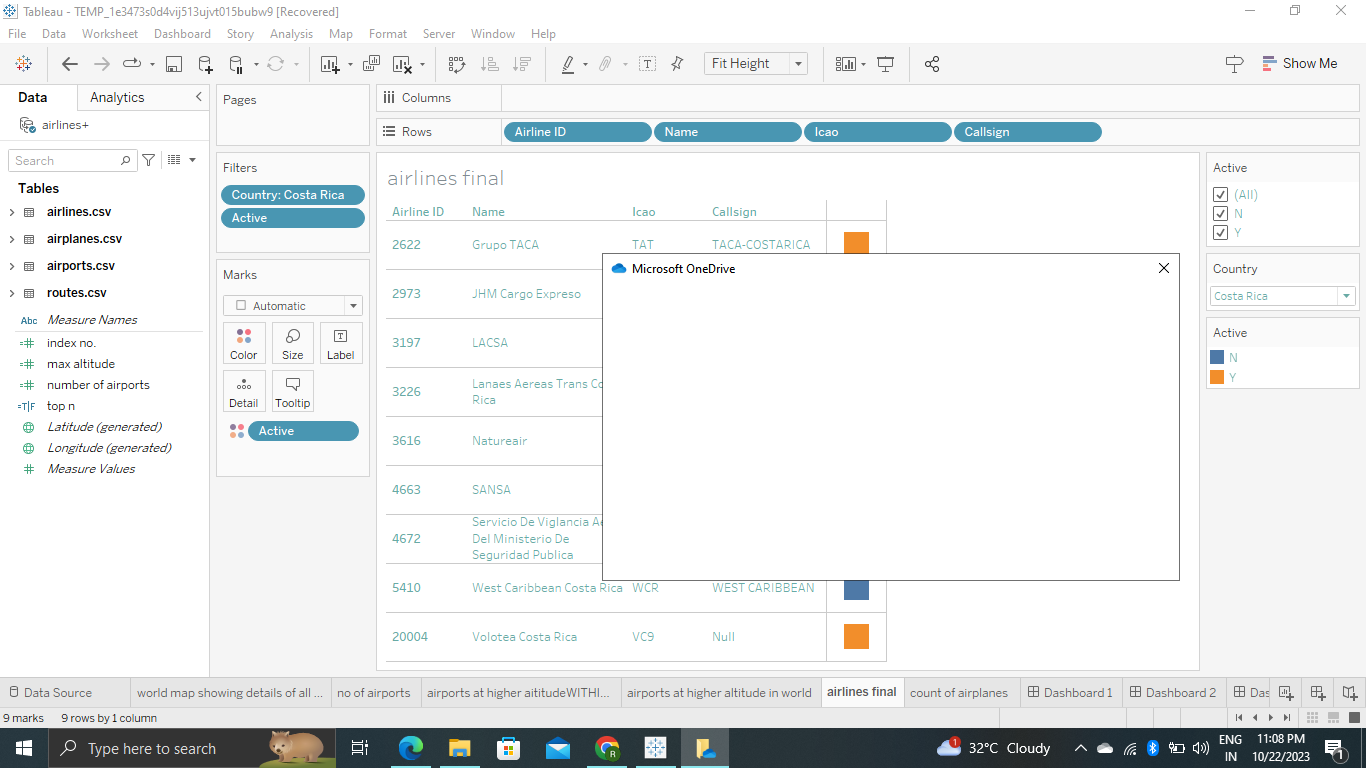 Tableau - TEMP_1e3473s0d4vij513ujvt015bubw9 [Recovered]
File Data Worksheet Dashboard Story Analysis Map Format Server Window Help
Fit Height
Show Me
Data Analytics
airlines+
Search
Tables
airlines.csv
airplanes.csv
airports.csv
routes.csv
Abc Measure Names
index no.
max altitude
number of airports
top n
Latitude (generated)
Longitude (generated)
Measure Values
Pages
Filters
Country: Costa Rica
Active
Marks
Automatic
Color Size Label
Detail Tooltip
Active
Columns
Rows Airline ID Name Icao Callsign
airlines final
Airline ID Name Icao Callsign
2622 Grupo TACA TAT TACA-COSTARICA
2973 JHM Cargo Expreso
3197 LACSA
3226 Lanaes Aereas Trans Co
Rica
3616 Natureair
4663 SANSA
4672 Servicio De Viglancia Ae
Del Ministerio De
Seguridad Publica
5410 West Caribbean Costa Rica WCR WEST CARIBBEAN
20004 Volotea Costa Rica VC9 Null
Microsoft OneDrive
Active
(All)
N
Y
Country
Costa Rica
Active
N
Y
Data Source world map showing details of all ... no of airports airports at higher aititudeWITHI... airports at higher altitude in world airlines final count of airplanes Dashboard 1 Dashboard 2 Das
9 marks 9 rows by 1 column
Type here to search
1 32°C Cloudy
ENG
IN
11:08 PM
10/22/2023
1